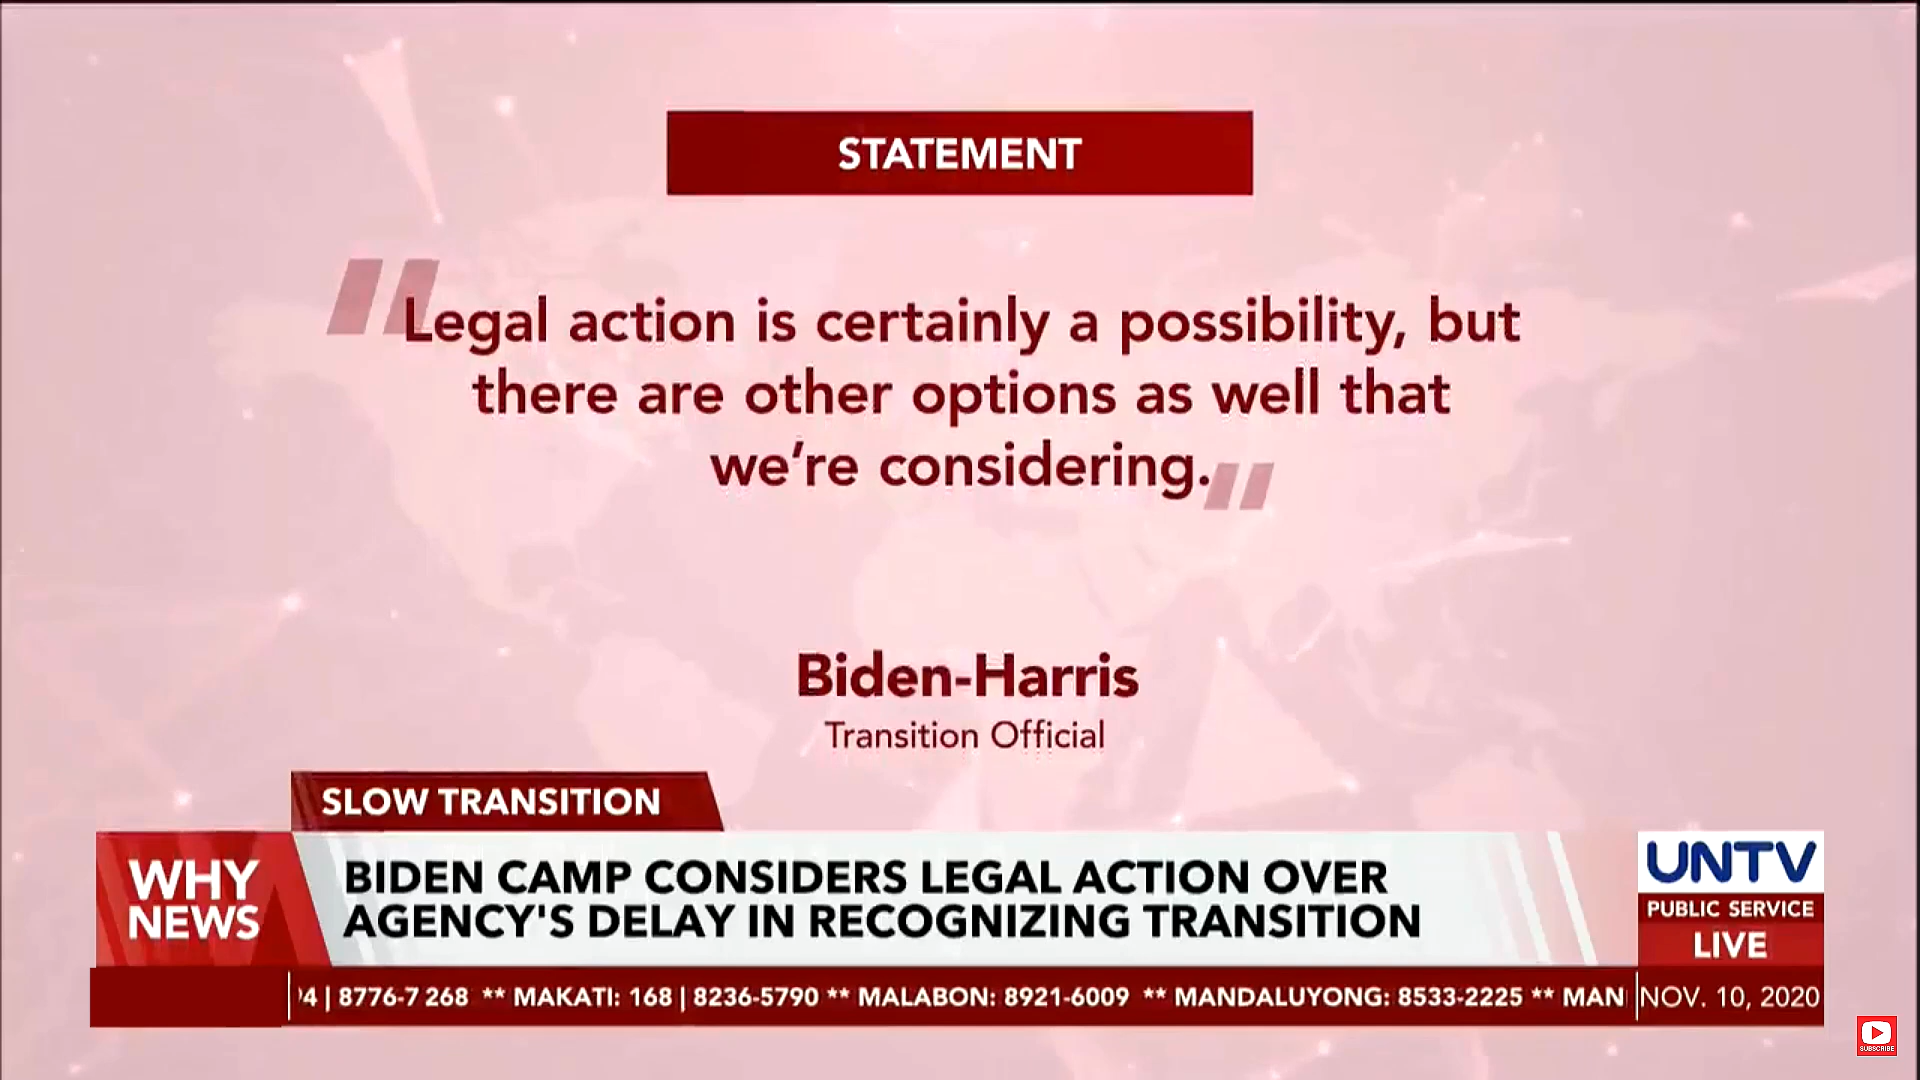 STATEMENT
"Legal action is certainly a possibility, but
there are other options as well that
we're considering."
Biden-Harris
Transition Official
SLOW TRANSITION
WHY
NEWS
BIDEN CAMP CONSIDERS LEGAL ACTION OVER
AGENCY'S DELAY IN RECOGNIZING TRANSITION
UNTV
PUBLIC SERVICE
LIVE
4 | 8776-7 268 ** MAKATI: 168 | 8236-5790 ** MALABON: 8921-6009 ** MANDALUYONG: 8533-2225 ** MAN
NOV. 10, 2020
SUBSCRIBE